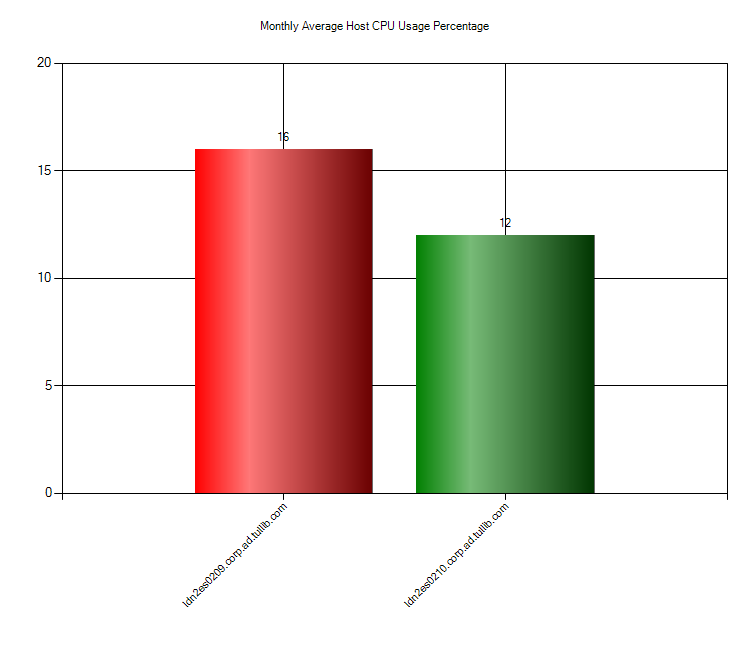 Monthly Average Host CPU Usage Percentage
20
15
10
5
0
16
12
ldn2es0209.corp.ad.tullib.com
ldn2es0210.corp.ad.tullib.com